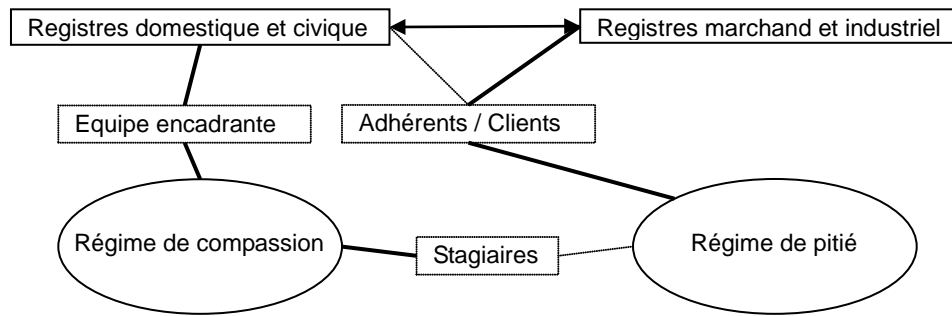 Registres domestique et civique
Registres marchand et industriel
Equipe encadrante
Adhérents / Clients
Régime de compassion
Stagiaires
Régime de pitié